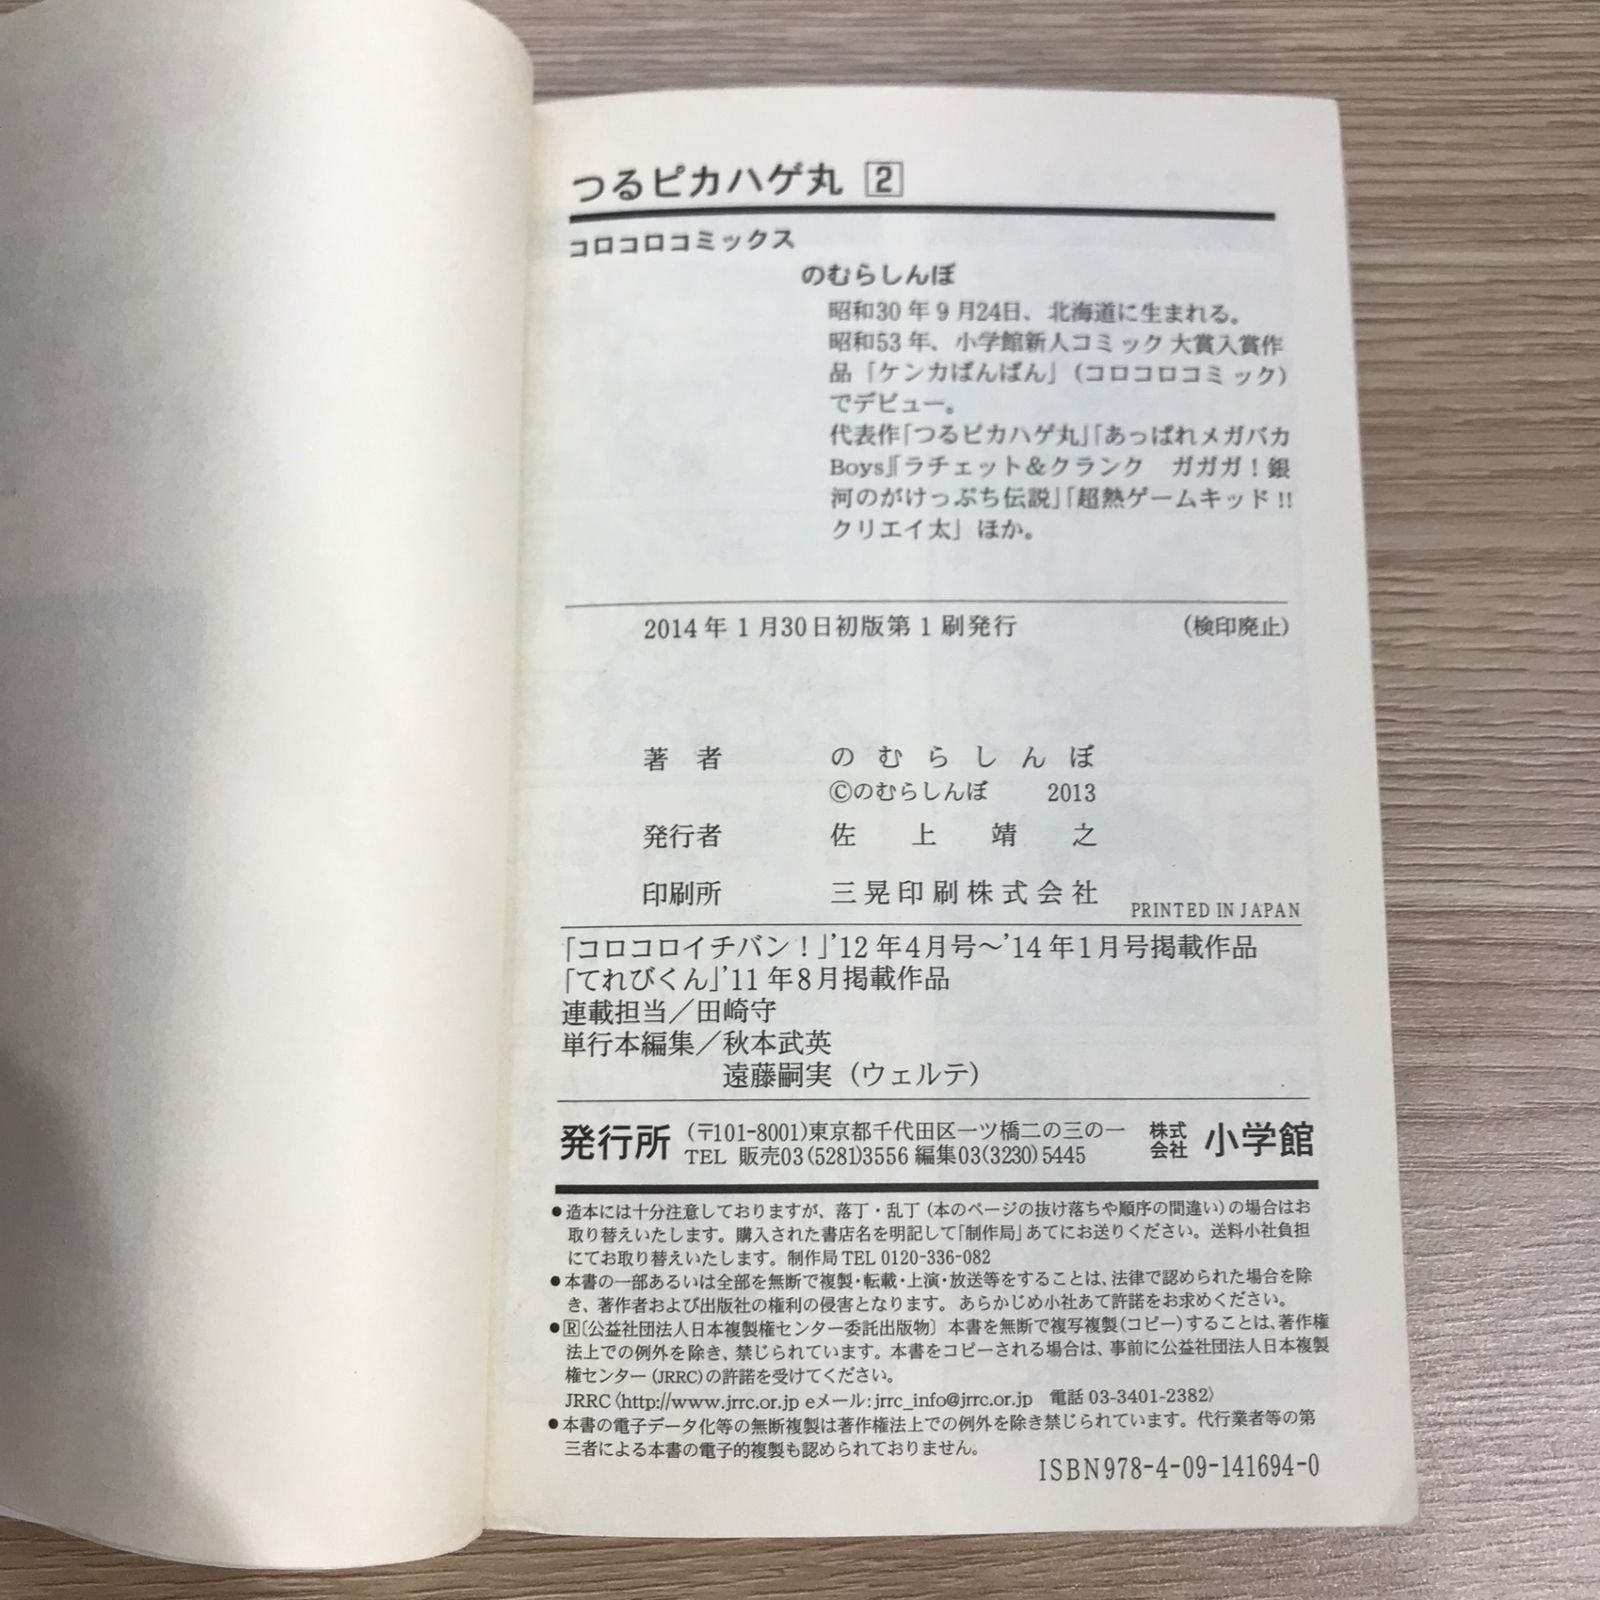 つるピカハゲ丸 2
コロコロコミックス
のむらしんぼ
昭和30年9月24日、北海道に生まれる。
昭和53年、小学館新人コミック大賞入賞作
品「ケンカばんばん」(コロコロコミック)
でデビュー。
代表作「つるピカハゲ丸」「あっぱれメガバカ
Boys」「ラチェット&クランク ガガガ!銀
河のがけっぷち伝説」「超熱ゲームキッド!!
クリエイ太」ほか。
2014年1月30日初版第1刷発行 (検印廃止)
著者 のむらしんぼ
©のむらしんぼ 2013
発行者 佐上靖之
印刷所 三晃印刷株式会社
PRINTED IN JAPAN
「コロコロイチバン!」'12年4月号〜'14年1月号掲載作品
「てれびくん」'11年8月掲載作品
連載担当/田崎守
単行本編集/秋本武英
遠藤嗣実(ウェルテ)
発行所 (〒101-8001)東京都千代田区一ツ橋二の三の一 株式会社 小学館
TEL 販売03(5281)3556 編集03(3230)5445
●造本には十分注意しておりますが、落丁・乱丁(本のページの抜け落ちや順序の間違い)の場合はお
取り替えいたします。購入された書店名を明記して「制作局」あてにお送りください。送料小社負担
にてお取り替えいたします。制作局TEL 0120-336-082
●本書の一部あるいは全部を無断で複製・転載・上演・放送等をすることは、法律で認められた場合を除
き、著作者および出版社の権利の侵害となります。あらかじめ小社あて許諾をお求めください。
●R〔公益社団法人日本複製権センター委託出版物〕本書を無断で複写複製(コピー)することは、著作権
法上での例外を除き、禁じられています。本書をコピーされる場合は、事前に公益社団法人日本複製
権センター(JRRC)の許諾を受けてください。
JRRC〈http://www.jrrc.or.jp eメール:jrrc_info@jrrc.or.jp 電話 03-3401-2382〉
●本書の電子データ化等の無断複製は著作権法上での例外を除き禁じられています。代行業者等の第
三者による本書の電子的複製も認められておりません。
ISBN978-4-09-141694-0